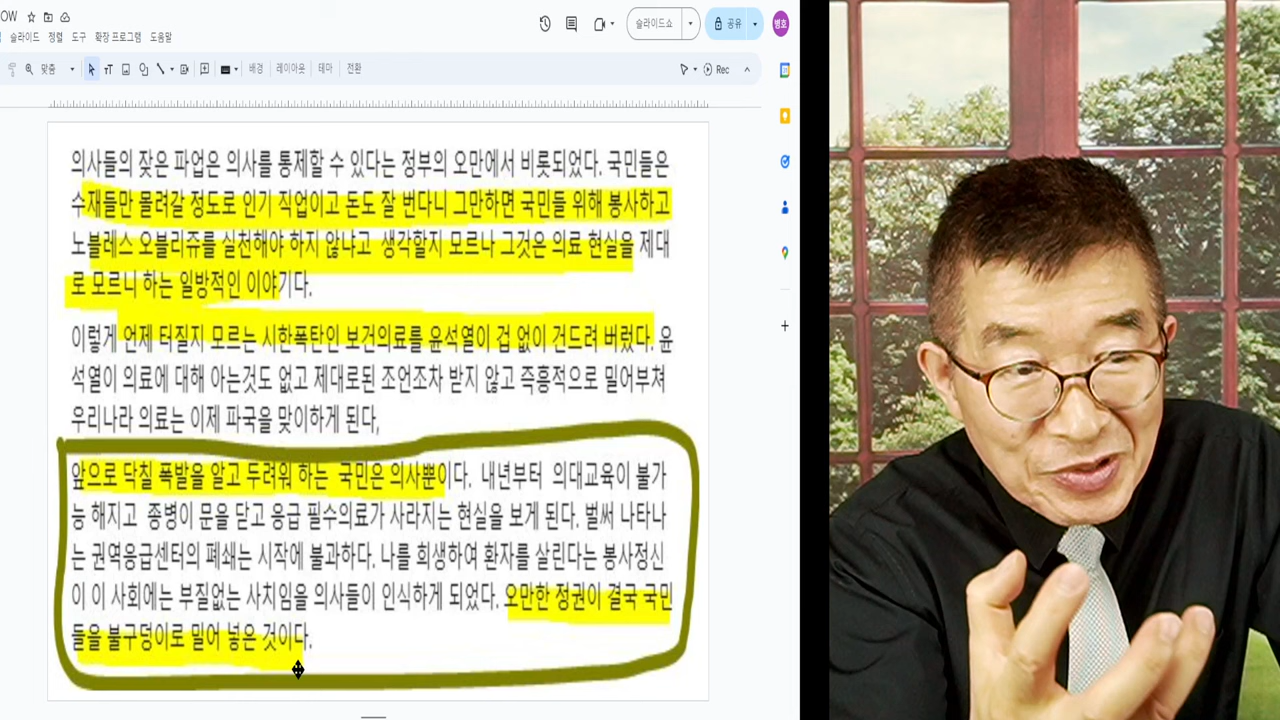 OW
슬라이드 정렬 도구 확장 프로그램 도움말
슬라이드쇼
공유
병호
맞춤
배경 레이아웃 테마 전환
Rec
의사들의 잦은 파업은 의사를 통제할 수 있다는 정부의 오만에서 비롯되었다. 국민들은
수재들만 몰려갈 정도로 인기 직업이고 돈도 잘 번다니 그만하면 국민들 위해 봉사하고
노블레스 오블리쥬를 실천해야 하지 않냐고 생각할지 모르나 그것은 의료 현실을 제대
로 모르니 하는 일방적인 이야기다.
이렇게 언제 터질지 모르는 시한폭탄인 보건의료를 윤석열이 겁 없이 건드려 버렸다. 윤
석열이 의료에 대해 아는것도 없고 제대로된 조언조차 받지 않고 즉흥적으로 밀어부쳐
우리나라 의료는 이제 파국을 맞이하게 된다,
앞으로 닥칠 폭발을 알고 두려워 하는 국민은 의사뿐이다. 내년부터 의대교육이 불가
능 해지고 종병이 문을 닫고 응급 필수의료가 사라지는 현실을 보게 된다. 벌써 나타나
는 권역응급센터의 폐쇄는 시작에 불과하다. 나를 희생하여 환자를 살린다는 봉사정신
이 이 사회에는 부질없는 사치임을 의사들이 인식하게 되었다. 오만한 정권이 결국 국민
들을 불구덩이로 밀어 넣은 것이다.